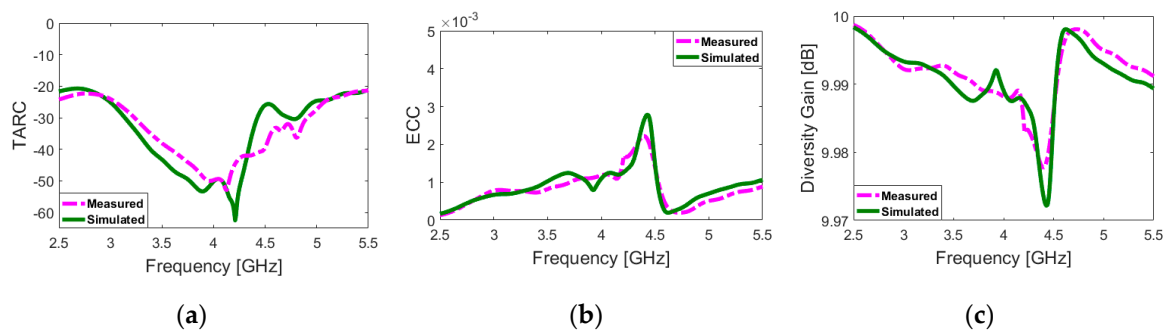 0
-10
-20
-30
-40
-50
-60
TARC
Measured
Simulated
2.5 3 3.5 4 4.5 5 5.5
Frequency [GHz]
(a)
×10⁻³
5
4
3
2
1
0
ECC
Measured
Simulated
2.5 3 3.5 4 4.5 5 5.5
Frequency [GHz]
(b)
10
9.99
9.98
9.97
Diversity Gain [dB]
Measured
Simulated
2.5 3 3.5 4 4.5 5 5.5
Frequency [GHz]
(c)